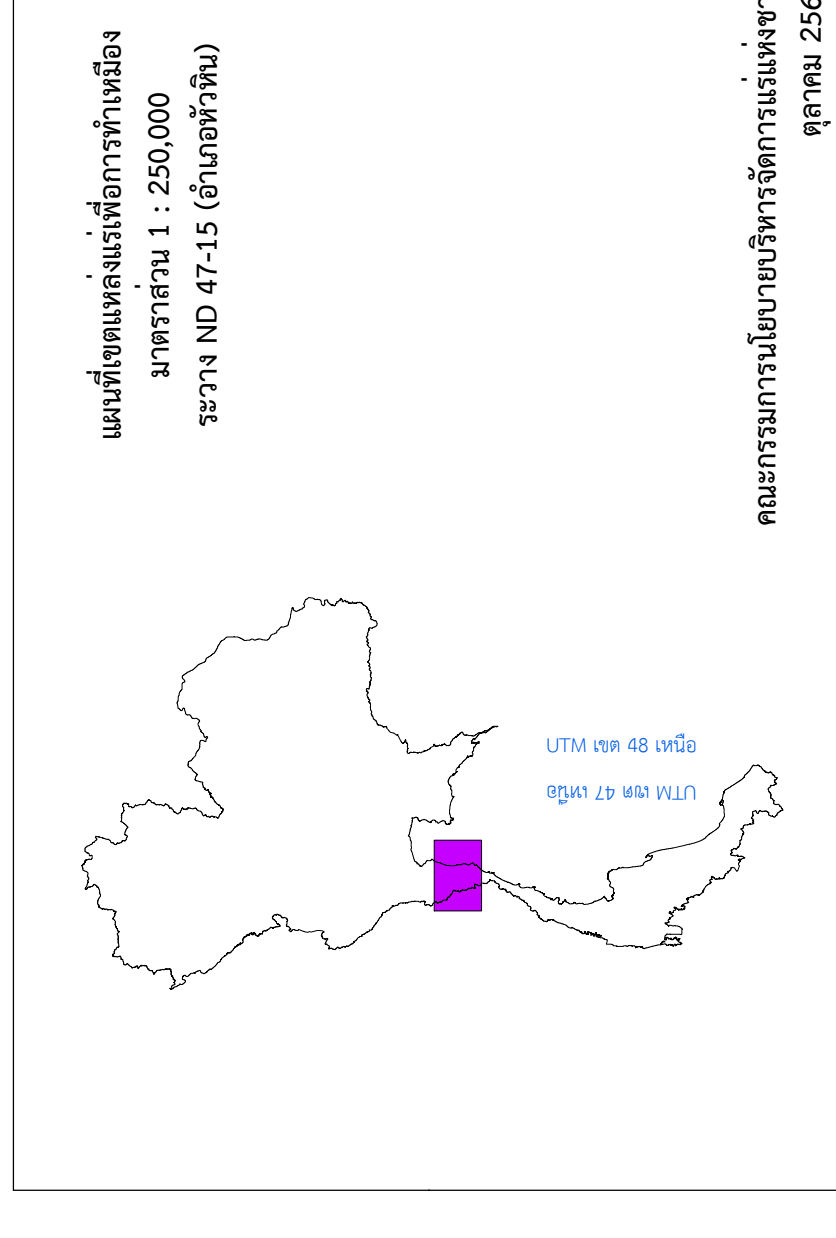 แผนที่เขตแหล่งแร่เพื่อการทำเหมือง
มาตราส่วน 1 : 250,000
ระวาง ND 47-15 (อำเภอหัวหิน)
UTM เขต 48 เหนือ
UTM เขต 47 เหนือ
คณะกรรมการนโยบายบริหารจัดการแร่แห่งชา
ตุลาคม 256